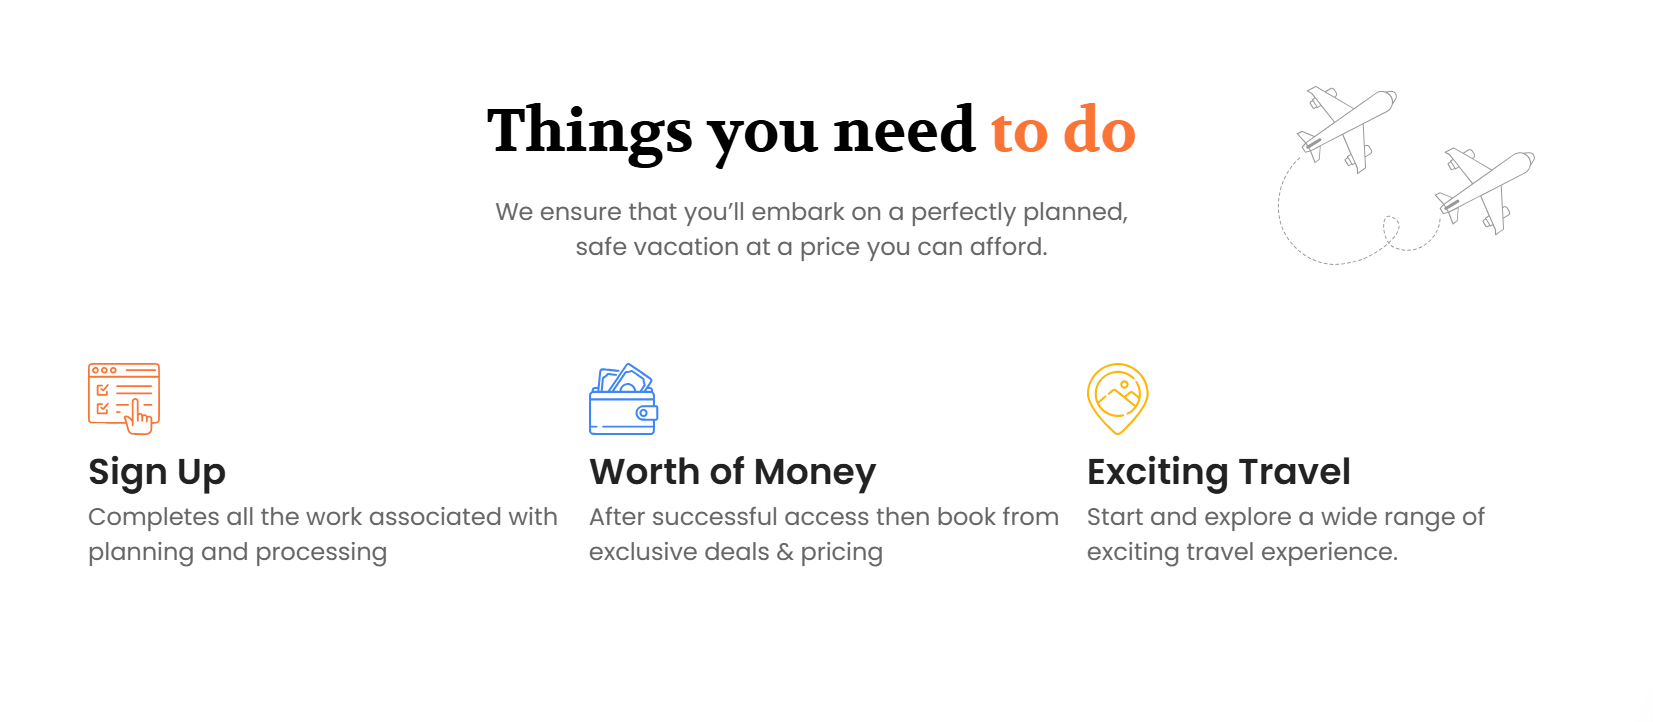 Things you need to do
We ensure that you’ll embark on a perfectly planned,
safe vacation at a price you can afford.
Sign Up
Completes all the work associated with
planning and processing
Worth of Money
After successful access then book from
exclusive deals & pricing
Exciting Travel
Start and explore a wide range of
exciting travel experience.